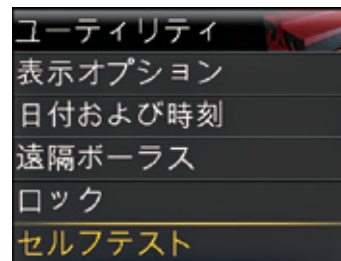 ユーティリティ
表示オプション
日付および時刻
遠隔ボーラス
ロック
セルフテスト